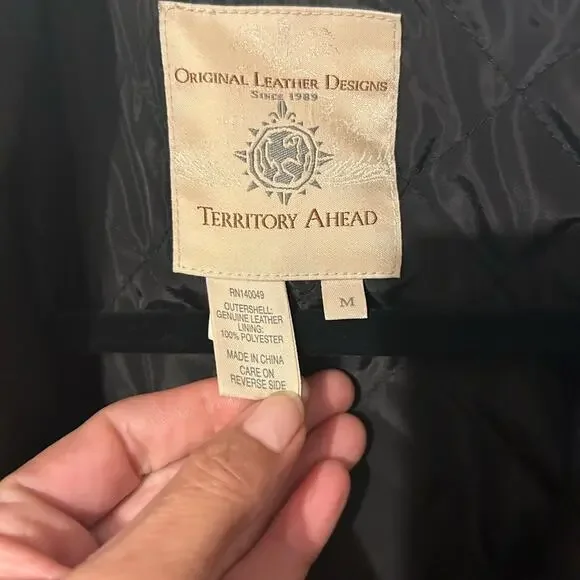 Original Leather Designs
Since 1989
Territory Ahead
M
RN140049
OUTERSHELL:
GENUINE LEATHER
LINING:
100% POLYESTER
MADE IN CHINA
CARE ON
REVERSE SIDE